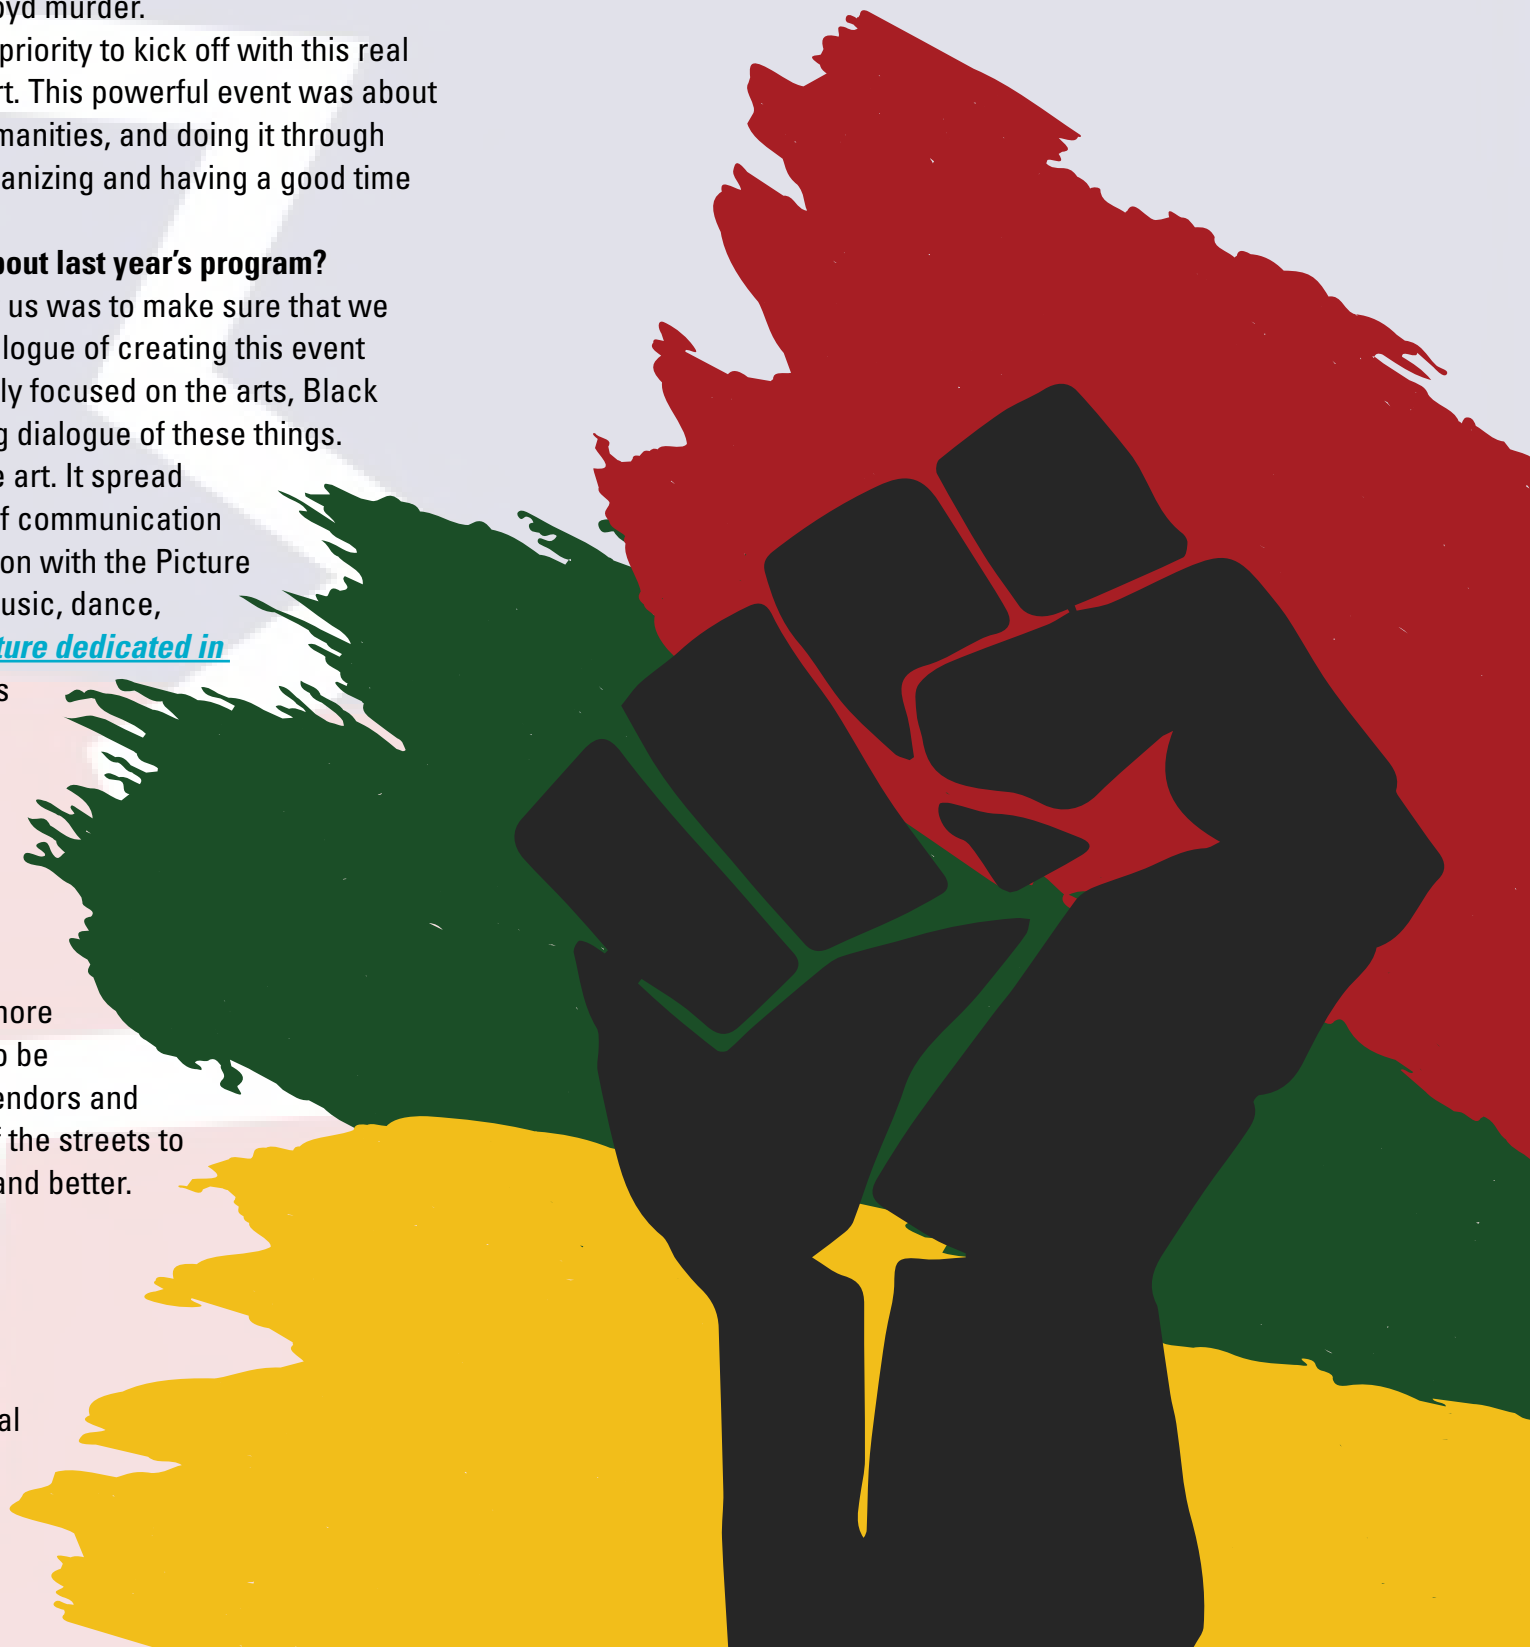 oyd murder.
priority to kick off with this real
rt. This powerful event was about
manities, and doing it through
anizing and having a good time
bout last year's program?
us was to make sure that we
logue of creating this event
ly focused on the arts, Black
g dialogue of these things.
e art. It spread
f communication
on with the Picture
usic, dance,
ture dedicated in
s
more
o be
endors and
f the streets to
and better.
al